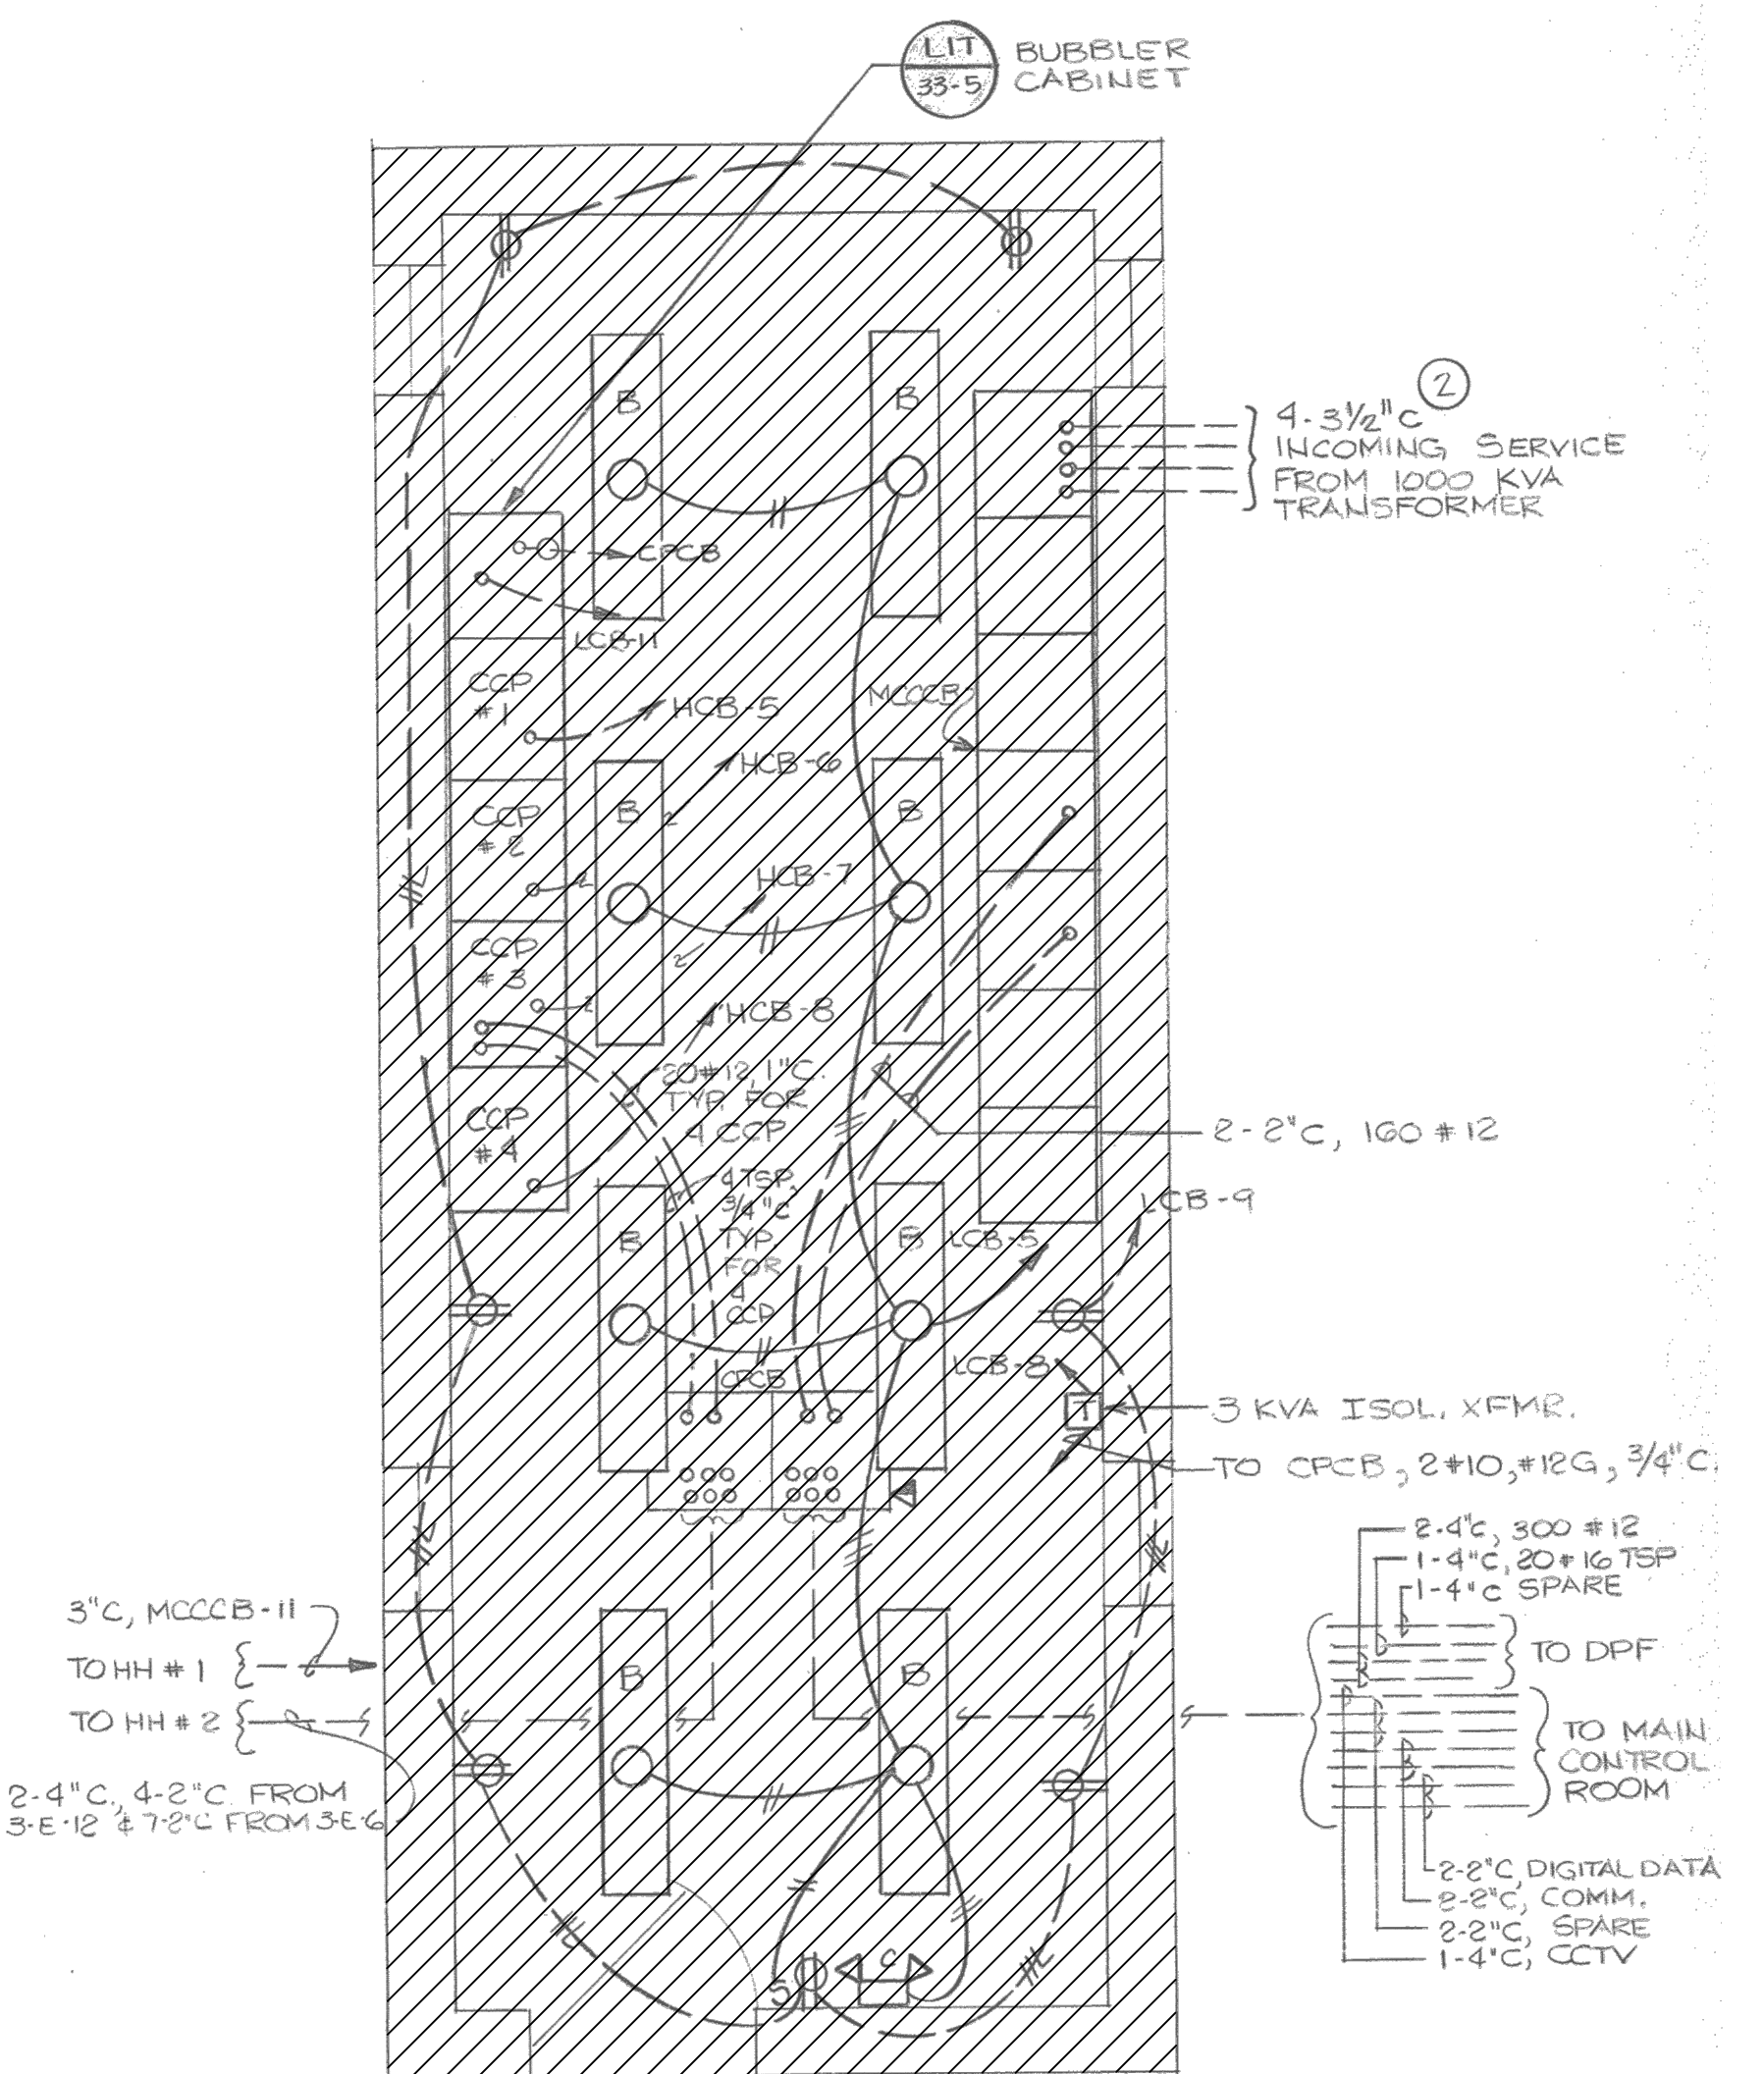 LIT
33-5
BUBBLER
CABINET
2
4-3½"C
INCOMING SERVICE
FROM 1000 KVA
TRANSFORMER
B
B
CPCB
LCB-11
CCP
#1
HCB-5
MCCCB
HCB-6
CCP
#2
B
2
B
HCB-7
2
CCP
#3
2
2
HCB-8
20#12, 1"C.
TYP. FOR
4 CCP
CCP
#4
2-2"C, 160 #12
4 TSP,
3/4"C
TYP.
FOR
4
CCP
LCB-9
B
B
LCB-5
CPCB
LCB-8
T
3 KVA ISOL. XFMR.
TO CPCB, 2#10, #12G, 3/4"C.
2-4"C, 300 #12
1-4"C, 20#16 TSP
1-4"C SPARE
3"C, MCCCB-11
TO HH #1
TO DPF
B
B
TO HH #2
TO MAIN
CONTROL
ROOM
2-4"C., 4-2"C. FROM
3-E-12 & 7-2"C FROM 3-E-6
2-2"C, DIGITAL DATA
2-2"C, COMM.
2-2"C, SPARE
1-4"C, CCTV
C
5